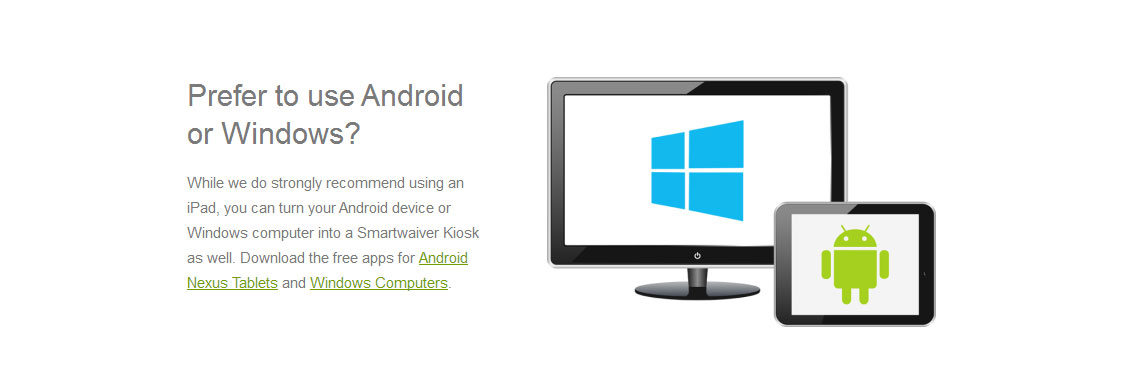 Prefer to use Android
or Windows?
While we do strongly recommend using an
iPad, you can turn your Android device or
Windows computer into a Smartwaiver Kiosk
as well. Download the free apps for Android
Nexus Tablets and Windows Computers.